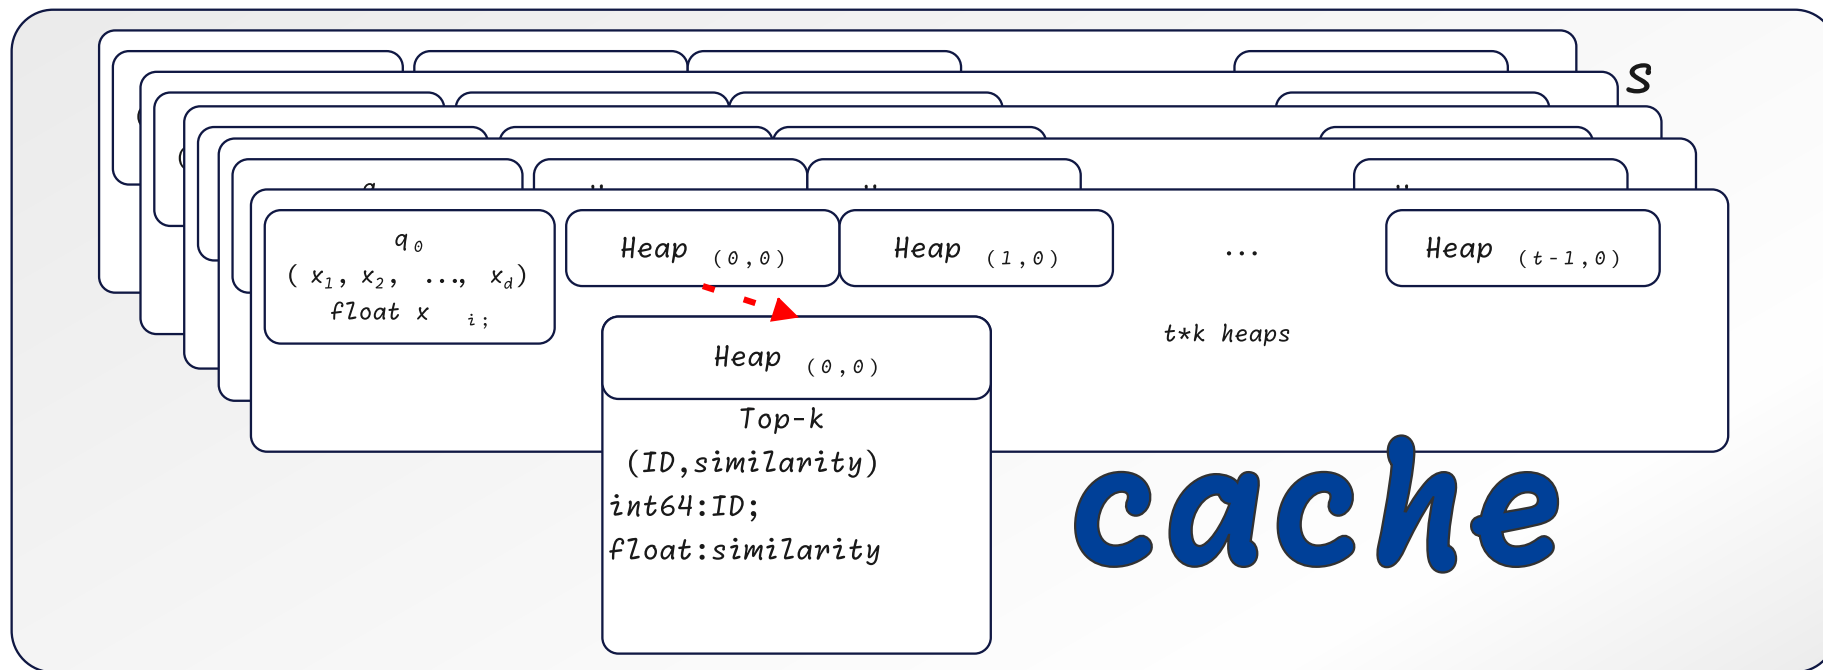 s
q0
( x1, x2, ..., xd)
float x i;
Heap (0,0)
Heap (1,0)
...
Heap (t-1,0)
t*k heaps
Heap (0,0)
Top-k
(ID,similarity)
int64:ID;
float:similarity
cache